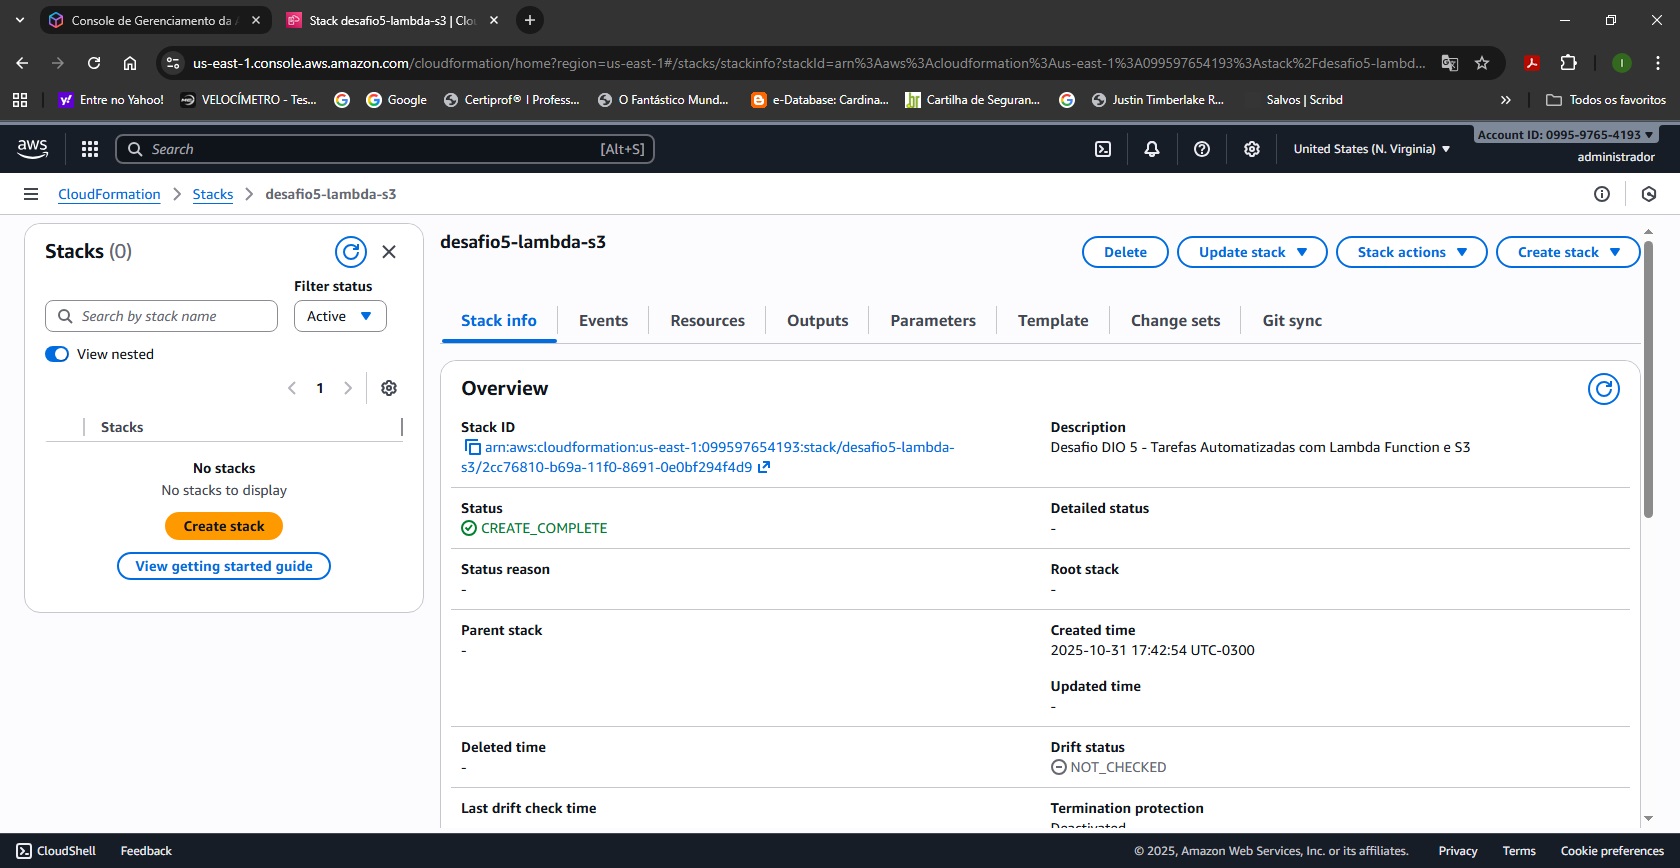 Console de Gerenciamento da
Stack desafio5-lambda-s3 | Clo
us-east-1.console.aws.amazon.com/cloudformation/home?region=us-east-1#/stacks/stackinfo?stackId=arn%3Aaws%3Acloudformation%3Aus-east-1%3A099597654193%3Astack%2Fdesafio5-lambd...
I
Entre no Yahoo!
VELOCÍMETRO - Tes...
Google
Certiprof® | Profess...
O Fantástico Mund...
e-Database: Cardina...
Cartilha de Seguran...
Justin Timberlake R...
Salvos | Scribd
»
Todos os favoritos
aws
Search
[Alt+S]
United States (N. Virginia)
Account ID: 0995-9765-4193
administrador
CloudFormation
Stacks
desafio5-lambda-s3
Stacks (0)
Filter status
Search by stack name
Active
View nested
1
Stacks
No stacks
No stacks to display
Create stack
View getting started guide
desafio5-lambda-s3
Delete
Update stack
Stack actions
Create stack
Stack info
Events
Resources
Outputs
Parameters
Template
Change sets
Git sync
Overview
Stack ID
arn:aws:cloudformation:us-east-1:099597654193:stack/desafio5-lambda-
s3/2cc76810-b69a-11f0-8691-0e0bf294f4d9
Description
Desafio DIO 5 - Tarefas Automatizadas com Lambda Function e S3
Status
CREATE_COMPLETE
Detailed status
-
Status reason
-
Root stack
-
Parent stack
-
Created time
2025-10-31 17:42:54 UTC-0300
Updated time
-
Deleted time
-
Drift status
NOT_CHECKED
Last drift check time
Termination protection
Deactivated
CloudShell
Feedback
© 2025, Amazon Web Services, Inc. or its affiliates.
Privacy
Terms
Cookie preferences